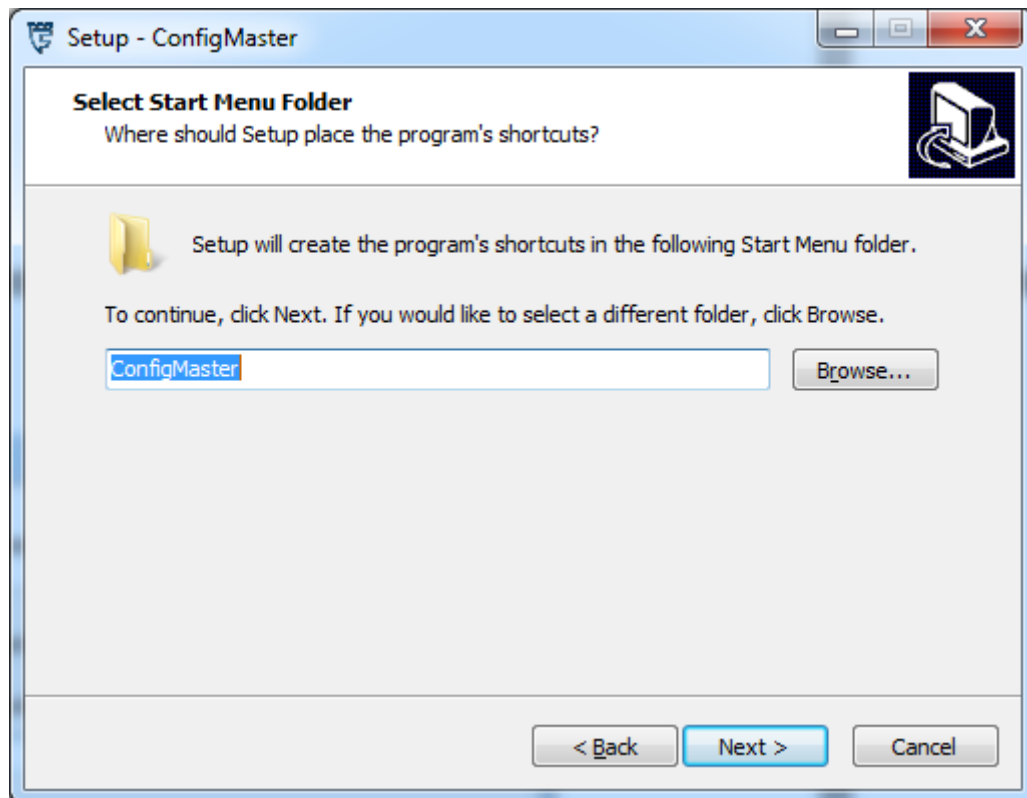 Setup - ConfigMaster
Select Start Menu Folder
Where should Setup place the program's shortcuts?
Setup will create the program's shortcuts in the following Start Menu folder.
To continue, click Next. If you would like to select a different folder, click Browse.
ConfigMaster
Browse...
< Back
Next >
Cancel